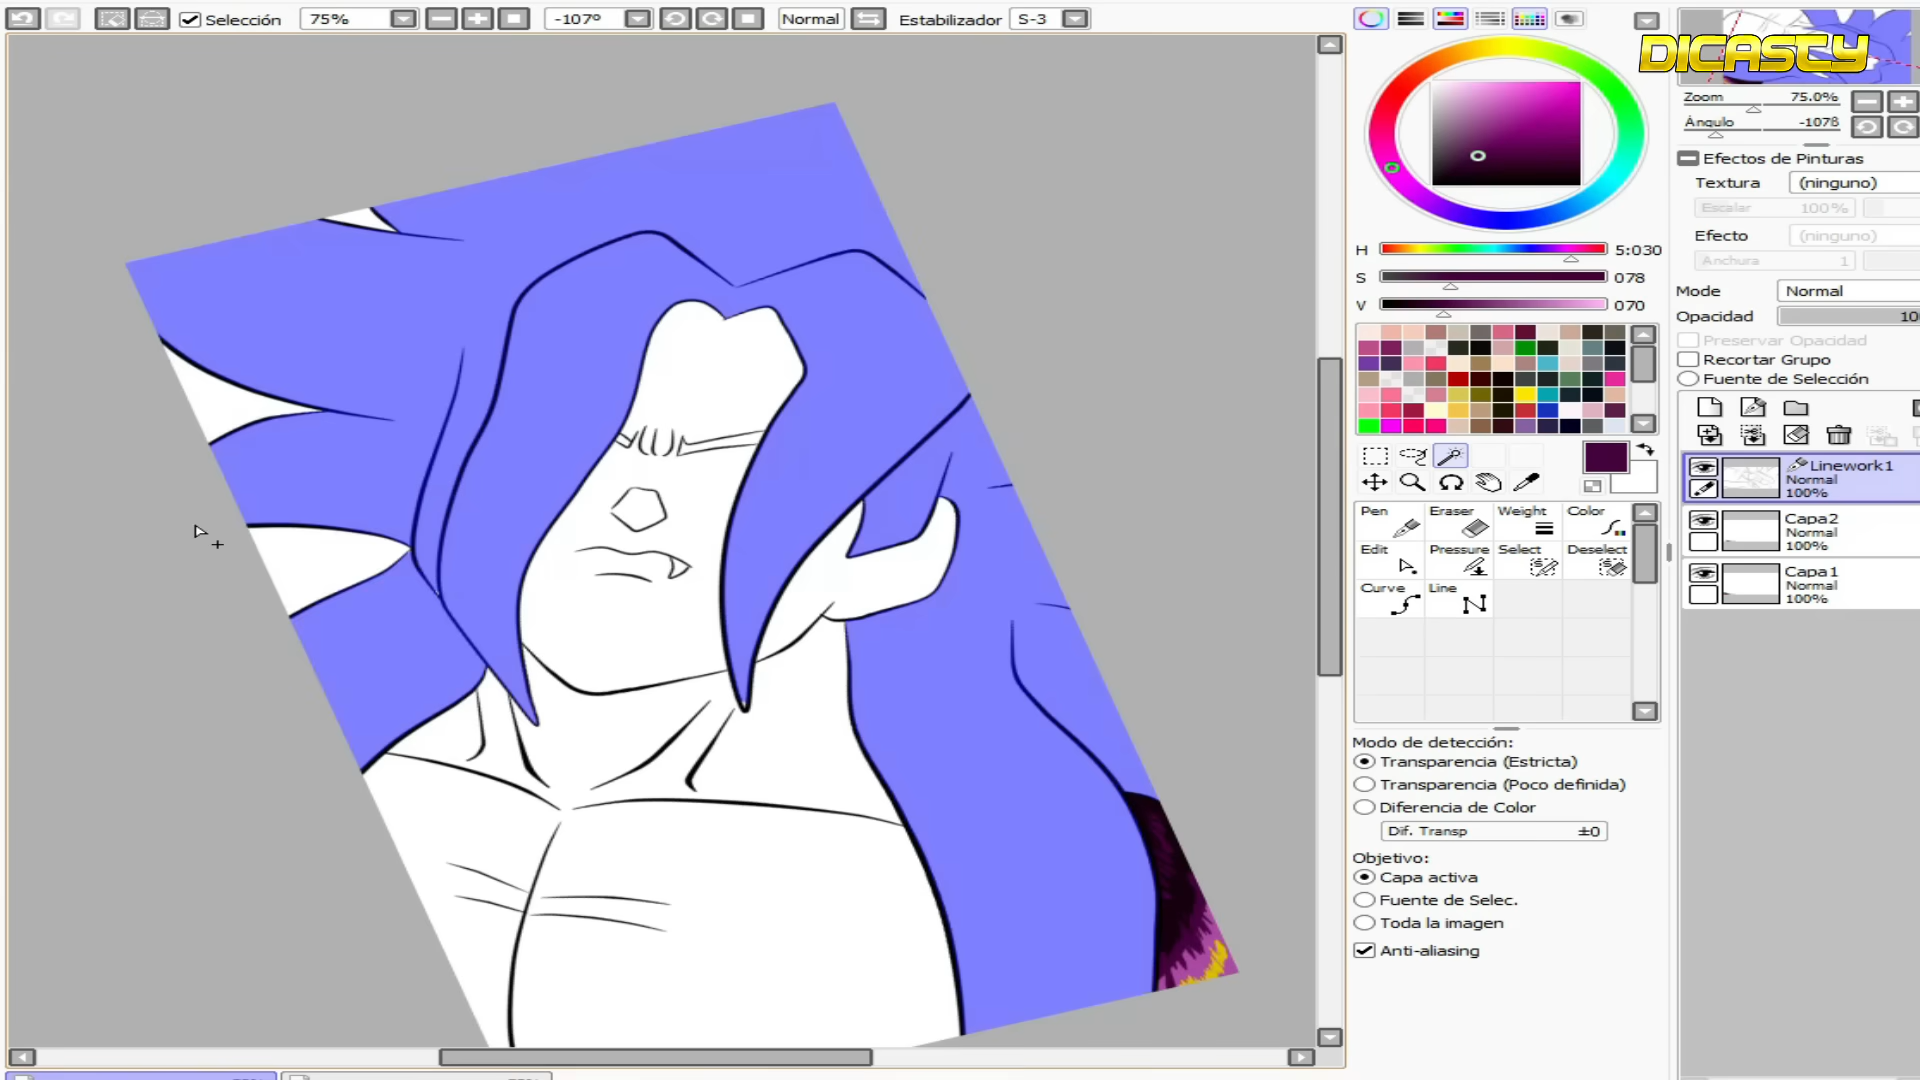 Selección
75%
-107º
Normal
Estabilizador
S-3
DICASTY
Zoom
75.0%
Ángulo
-107ß
Efectos de Pinturas
Textura
(ninguno)
Escalar
100%
Efecto
(ninguno)
Anchura
1
Mode
Normal
Opacidad
10
Preservar Opacidad
Recortar Grupo
Fuente de Selección
H
5:030
S
078
V
070
Linework1
Normal
100%
Capa2
Normal
100%
Capa1
Normal
100%
Pen
Eraser
Weight
Color
Edit
Pressure
Select
Deselect
Curve
Line
Modo de detección:
Transparencia (Estricta)
Transparencia (Poco definida)
Diferencia de Color
Dif. Transp
±0
Objetivo:
Capa activa
Fuente de Selec.
Toda la imagen
Anti-aliasing